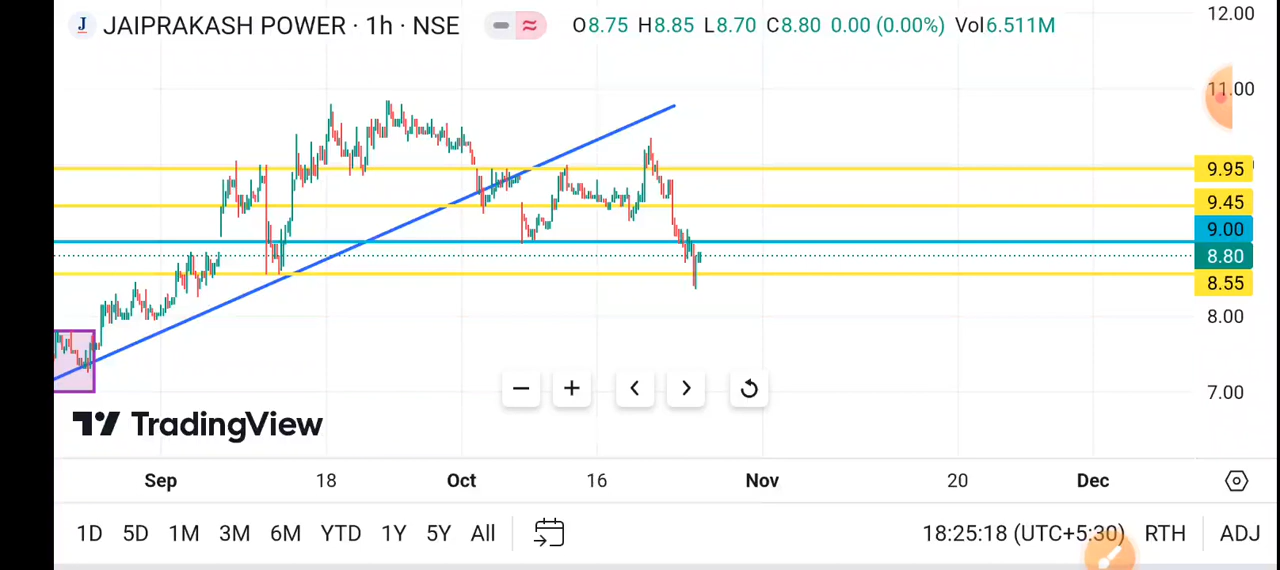 J JAIPRAKASH POWER · 1h · NSE O8.75 H8.85 L8.70 C8.80 0.00 (0.00%) Vol6.511M
12.00
11.00
9.95
9.45
9.00
8.80
8.55
8.00
7.00
TradingView
Sep 18 Oct 16 Nov 20 Dec
1D 5D 1M 3M 6M YTD 1Y 5Y All 18:25:18 (UTC+5:30) RTH ADJ